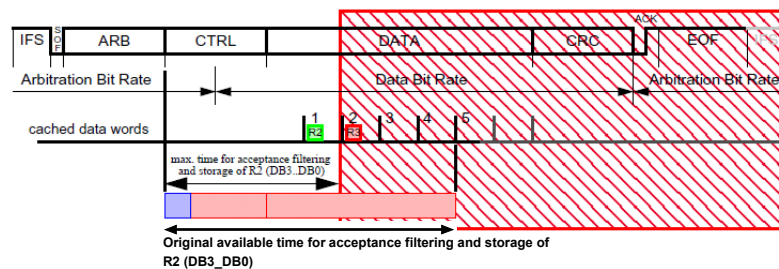 ACK
IFS SOF ARB CTRL DATA CRC EOF IFS
Arbitration Bit Rate Data Bit Rate Arbitration Bit Rate
1 2 3 4 5
cached data words R2 R3
max. time for acceptance filtering
and storage of R2 (DB3..DB0)
Original available time for acceptance filtering and storage of
R2 (DB3_DB0)